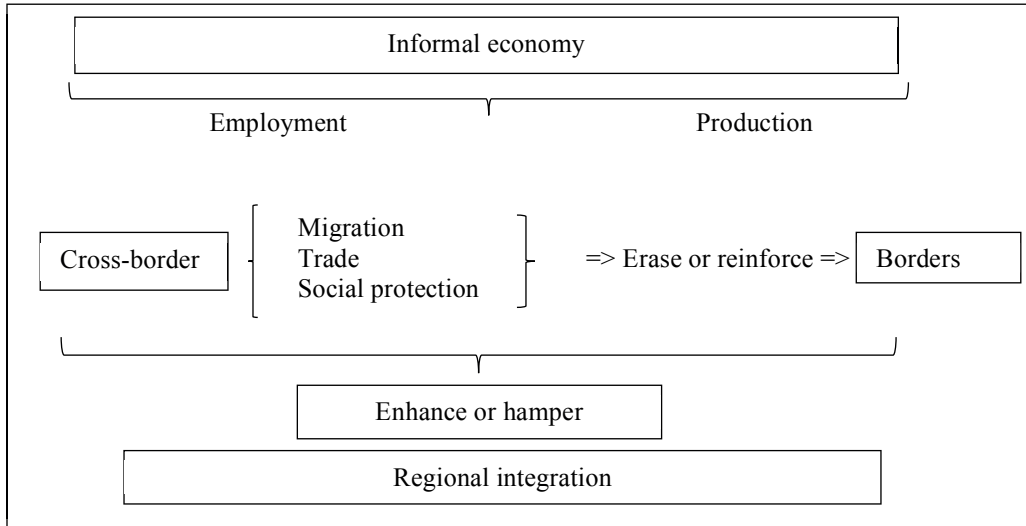 Informal economy
Employment Production
Migration
Cross-border Trade => Erase or reinforce => Borders
Social protection
Enhance or hamper
Regional integration